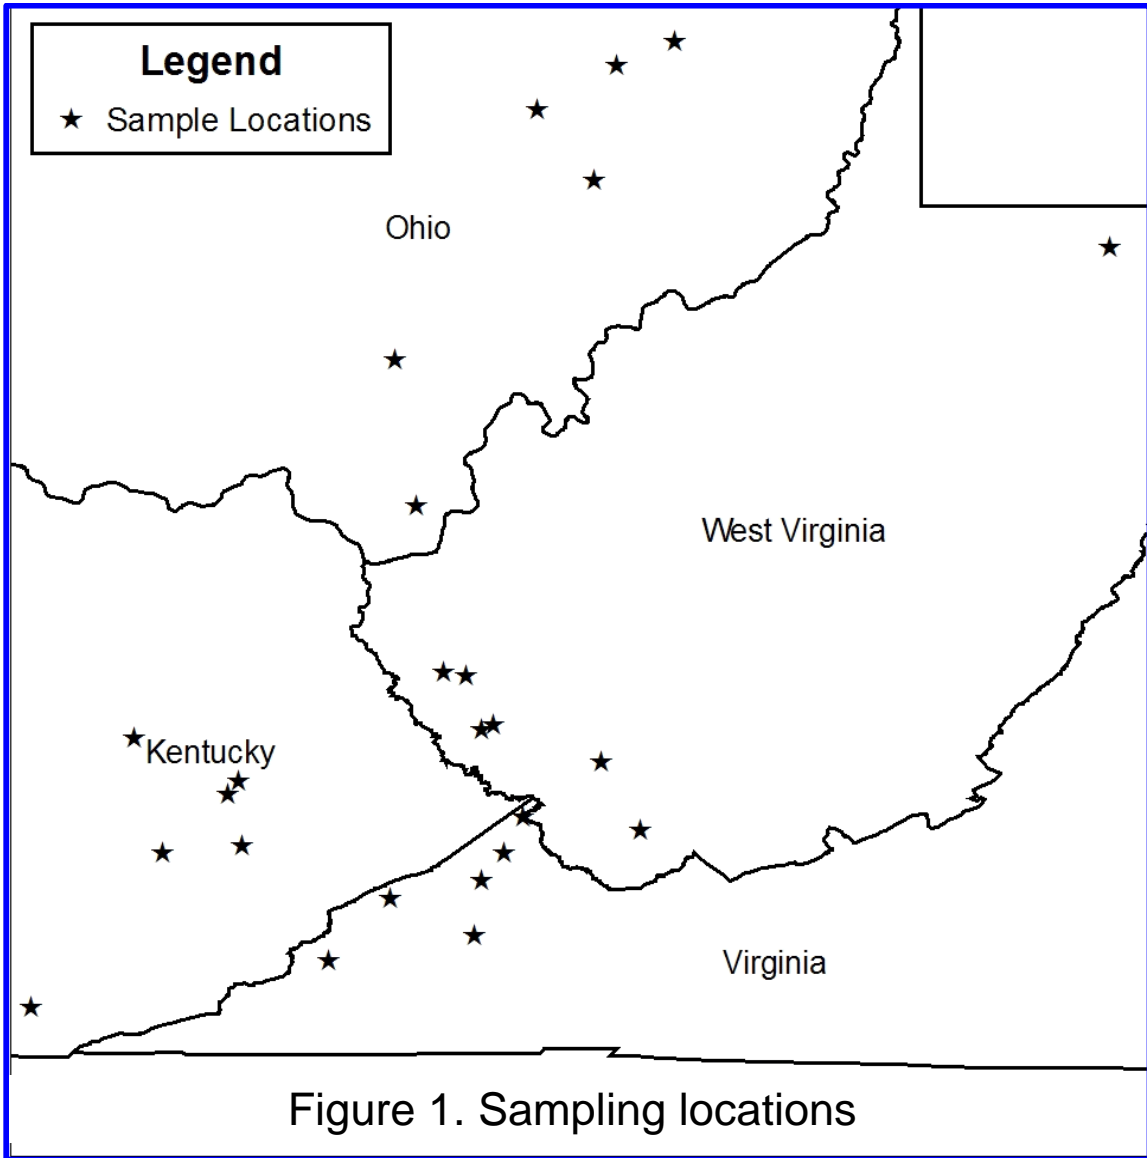 Legend
Sample Locations
Ohio
West Virginia
Kentucky
Virginia
Figure 1. Sampling locations